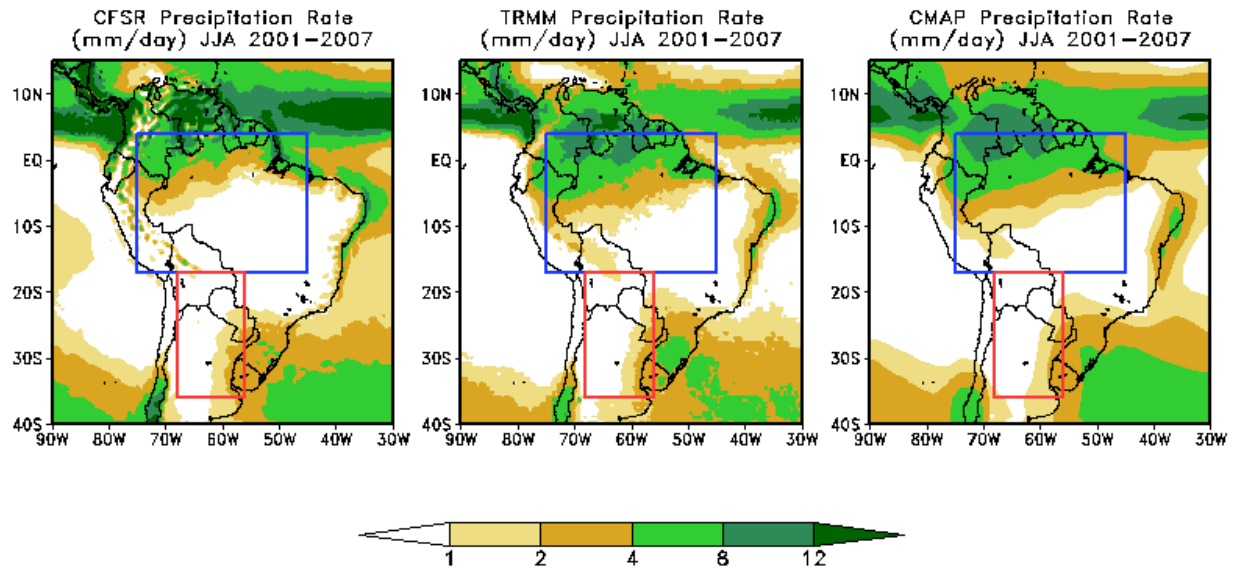 CFSR Precipitation Rate
(mm/day) JJA 2001-2007
TRMM Precipitation Rate
(mm/day) JJA 2001-2007
CMAP Precipitation Rate
(mm/day) JJA 2001-2007
10N
EQ
10S
20S
30S
40S
90W 80W 70W 60W 50W 40W 30W
10N
EQ
10S
20S
30S
40S
90W 80W 70W 60W 50W 40W 30W
10N
EQ
10S
20S
30S
40S
90W 80W 70W 60W 50W 40W 30W
1 2 4 8 12